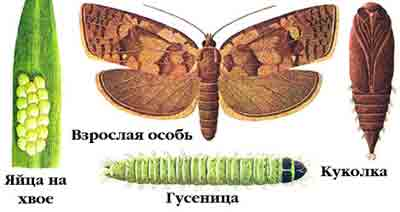 Взрослая особь
Яйца на
хвое
Гусеница
Куколка